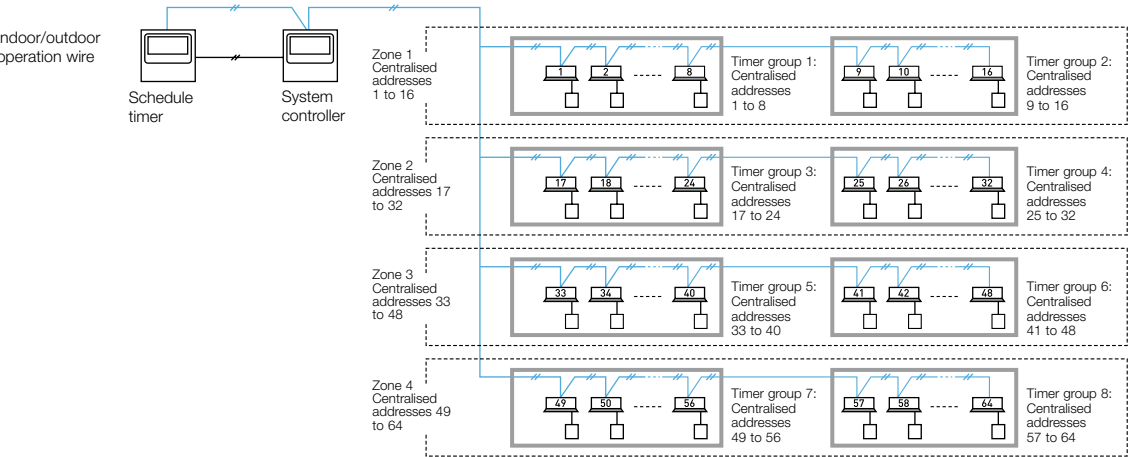 ndoor/outdoor
operation wire
Schedule
timer
System
controller
Zone 1
Centralised
addresses
1 to 16
1
2
8
Timer group 1:
Centralised
addresses
1 to 8
9
10
16
Timer group 2:
Centralised
addresses
9 to 16
Zone 2
Centralised
addresses 17
to 32
17
18
24
Timer group 3:
Centralised
addresses
17 to 24
25
26
32
Timer group 4:
Centralised
addresses
25 to 32
Zone 3
Centralised
addresses 33
to 48
33
34
40
Timer group 5:
Centralised
addresses
33 to 40
41
42
48
Timer group 6:
Centralised
addresses
41 to 48
Zone 4
Centralised
addresses 49
to 64
49
50
56
Timer group 7:
Centralised
addresses
49 to 56
57
58
64
Timer group 8:
Centralised
addresses
57 to 64